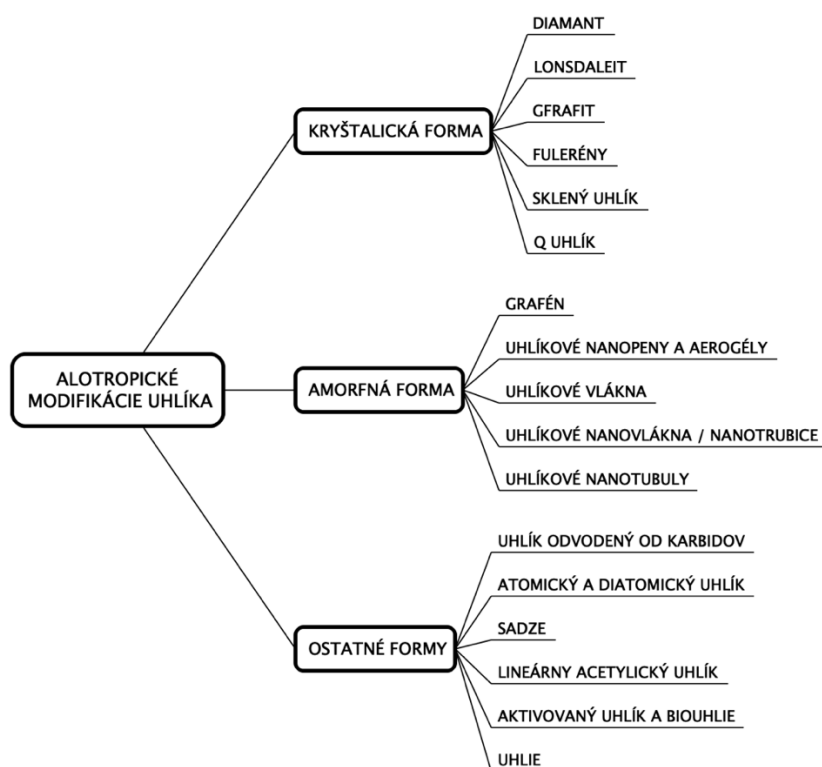 ALOTROPICKÉ
MODIFIKÁCIE UHLÍKA
KRYŠTALICKÁ FORMA
DIAMANT
LONSDALEIT
GFRAFIT
FULERÉNY
SKLENÝ UHLÍK
Q UHLÍK
AMORFNÁ FORMA
GRAFÉN
UHLÍKOVÉ NANOPENY A AEROGÉLY
UHLÍKOVÉ VLÁKNA
UHLÍKOVÉ NANOVLÁKNA / NANOTRUBICE
UHLÍKOVÉ NANOTUBULY
OSTATNÉ FORMY
UHLÍK ODVODENÝ OD KARBIDOV
ATOMICKÝ A DIATOMICKÝ UHLÍK
SADZE
LINEÁRNY ACETYLICKÝ UHLÍK
AKTIVOVANÝ UHLÍK A BIOUHLIE
UHLIE